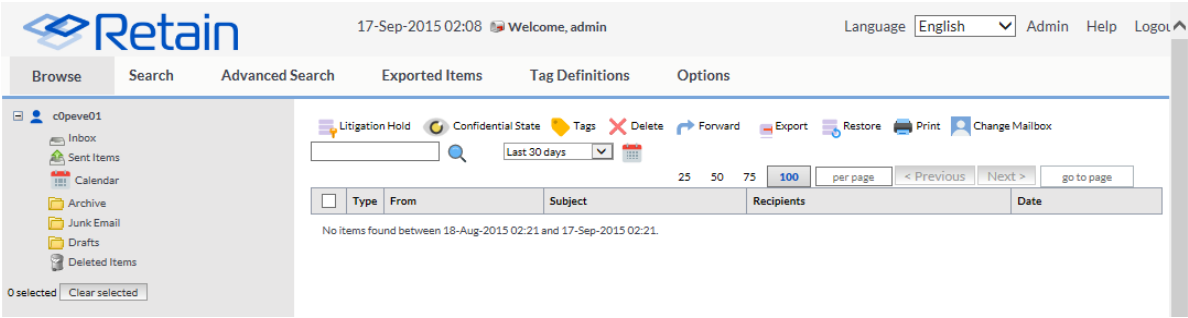 Retain
17-Sep-2015 02:08 Welcome, admin
Language English Admin Help Logou
Browse Search Advanced Search Exported Items Tag Definitions Options
c0peve01
Inbox
Sent Items
Calendar
Archive
Junk Email
Drafts
Deleted Items
0 selected Clear selected
Litigation Hold Confidential State Tags Delete Forward Export Restore Print Change Mailbox
Last 30 days
25 50 75 100 per page < Previous Next > go to page
Type From Subject Recipients Date
No items found between 18-Aug-2015 02:21 and 17-Sep-2015 02:21.